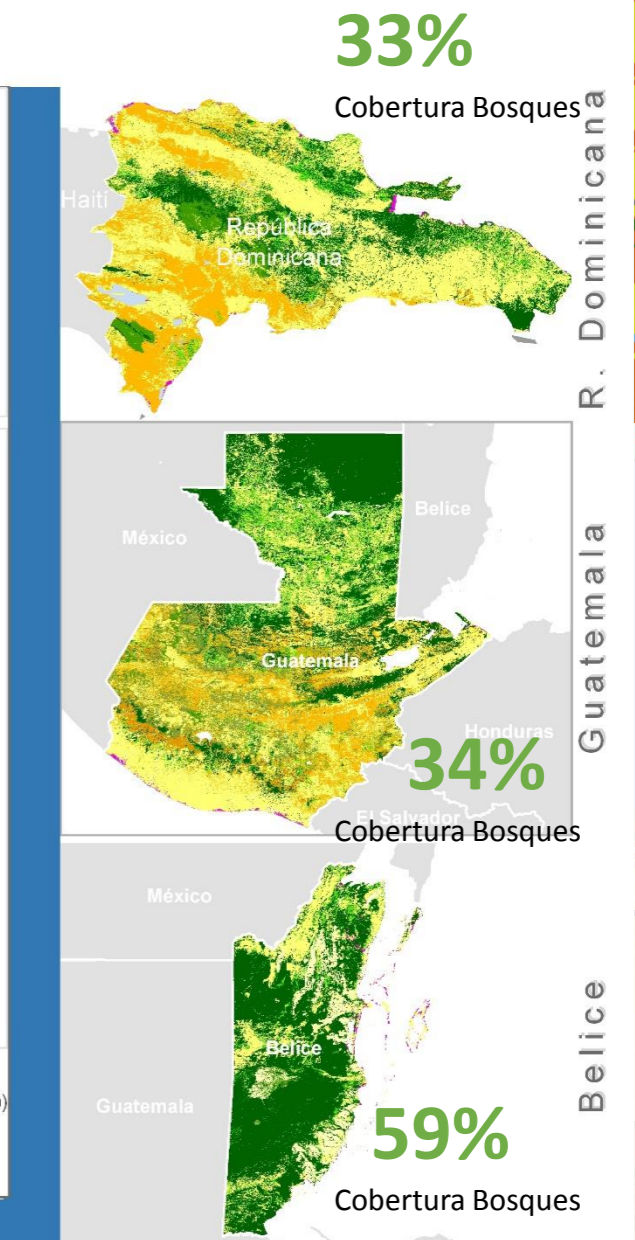 33%
Cobertura Bosques
R. Dominicana
Haití
República
Dominicana
México
Belice
Guatemala
Guatemala
Honduras
34%
El Salvador
Cobertura Bosques
México
Belice
Belice
Guatemala
)
59%
Cobertura Bosques